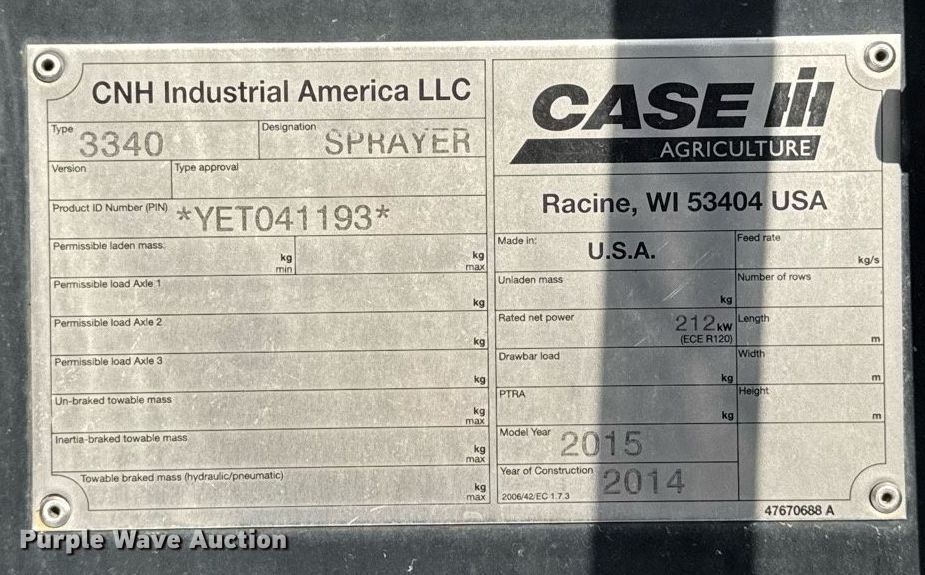 CNH Industrial America LLC
Type 3340 Designation SPRAYER
Version Type approval
Product ID Number (PIN) *YET041193*
Permissible laden mass kg min kg max
Permissible load Axle 1 kg
Permissible load Axle 2 kg
Permissible load Axle 3 kg
Un-braked towable mass kg max
Inertia-braked towable mass kg max
Towable braked mass (hydraulic/pneumatic) kg max
CASE IH
AGRICULTURE
Racine, WI 53404 USA
Made in: U.S.A. Feed rate kg/s
Unladen mass kg Number of rows
Rated net power 212 kW (ECE R120) Length m
Drawbar load kg Width m
PTRA kg Height m
Model Year 2015
Year of Construction 2014
2006/42/EC 1.7.3
47670688 A
Purple Wave Auction